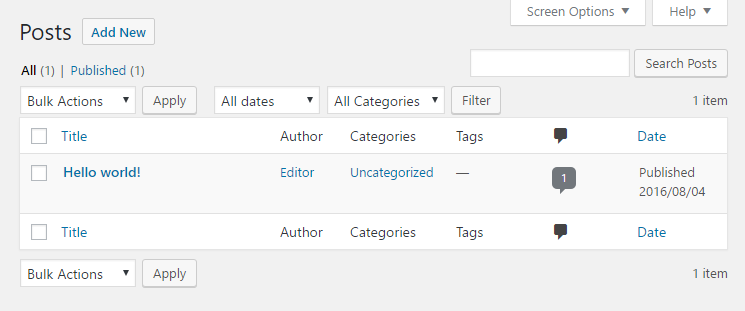 Screen Options ▼ Help ▼
Posts Add New
All (1) | Published (1)
Search Posts
Bulk Actions Apply All dates All Categories Filter 1 item
Title Author Categories Tags Date
Hello world! Editor Uncategorized — 1 Published
2016/08/04
Title Author Categories Tags Date
Bulk Actions Apply 1 item